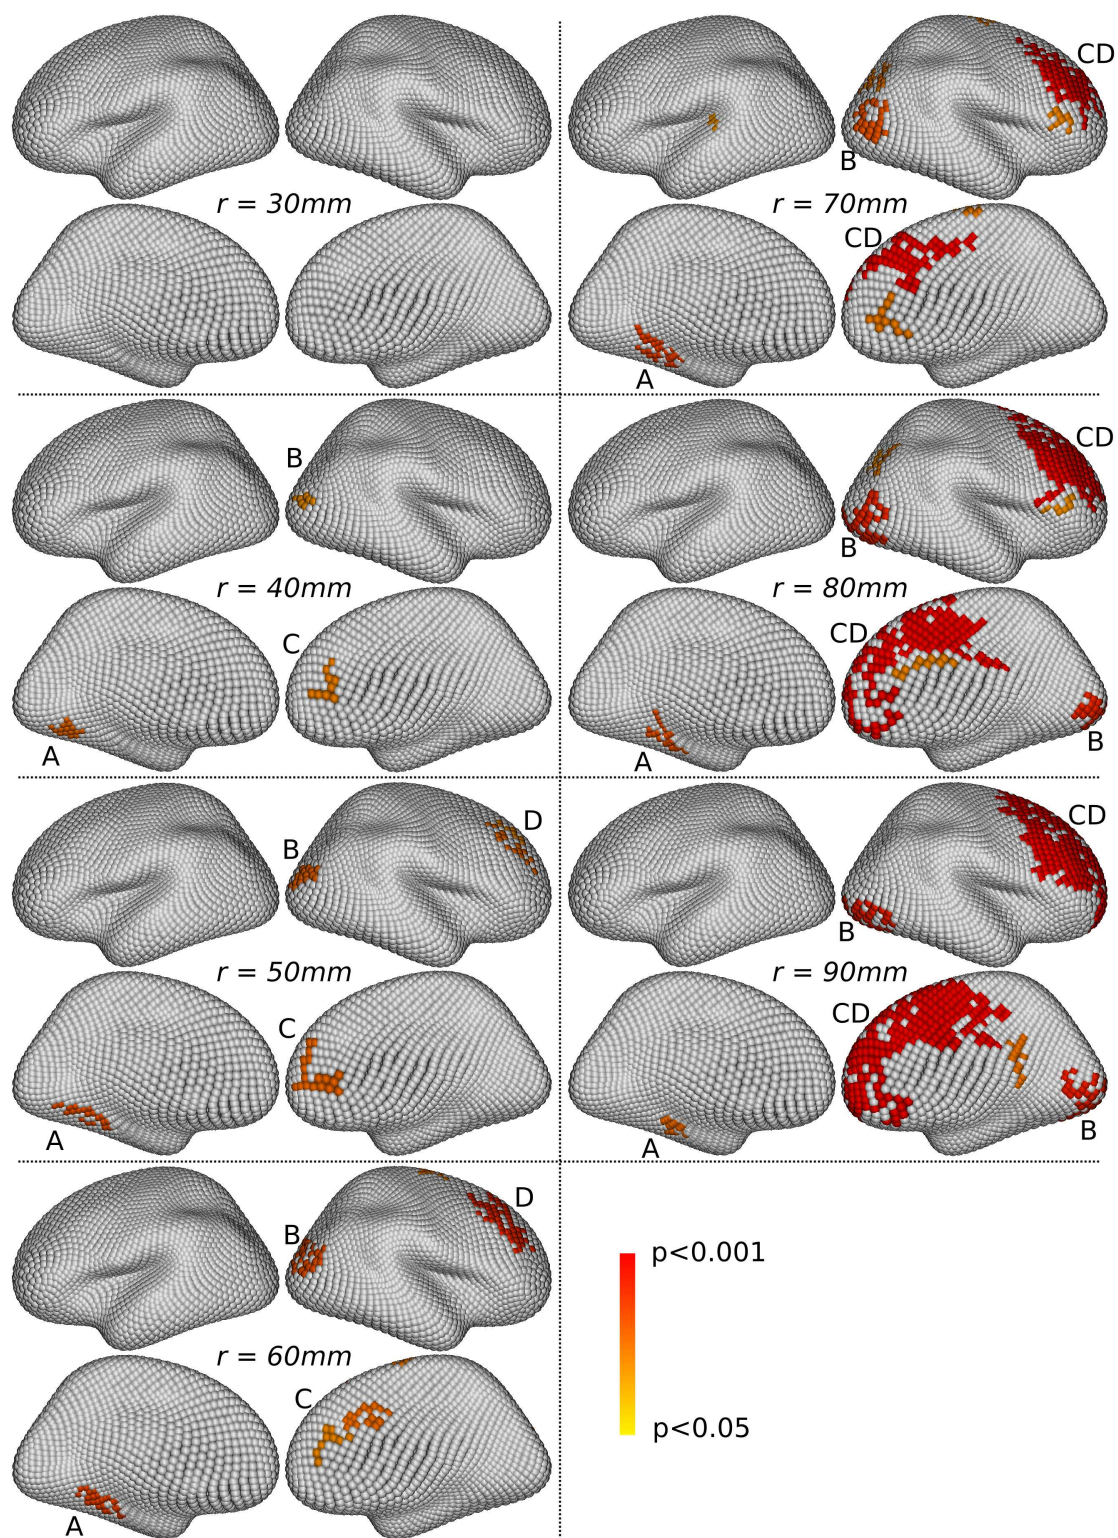 r = 30mm
B
r = 40mm
C
A
D
B
r = 50mm
C
A
D
B
r = 60mm
C
A
CD
B
r = 70mm
CD
A
CD
B
r = 80mm
CD
B
A
CD
B
r = 90mm
CD
B
A
p<0.001
p<0.05